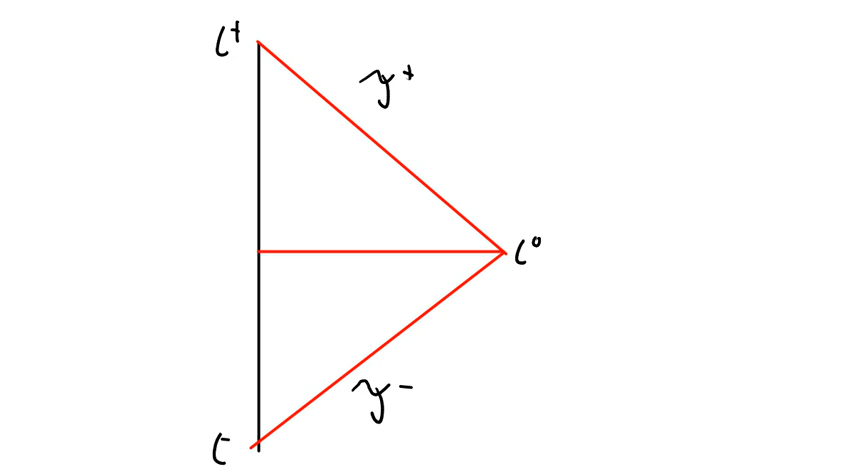 i⁺
𝒥⁺
i⁰
𝒥⁻
i⁻